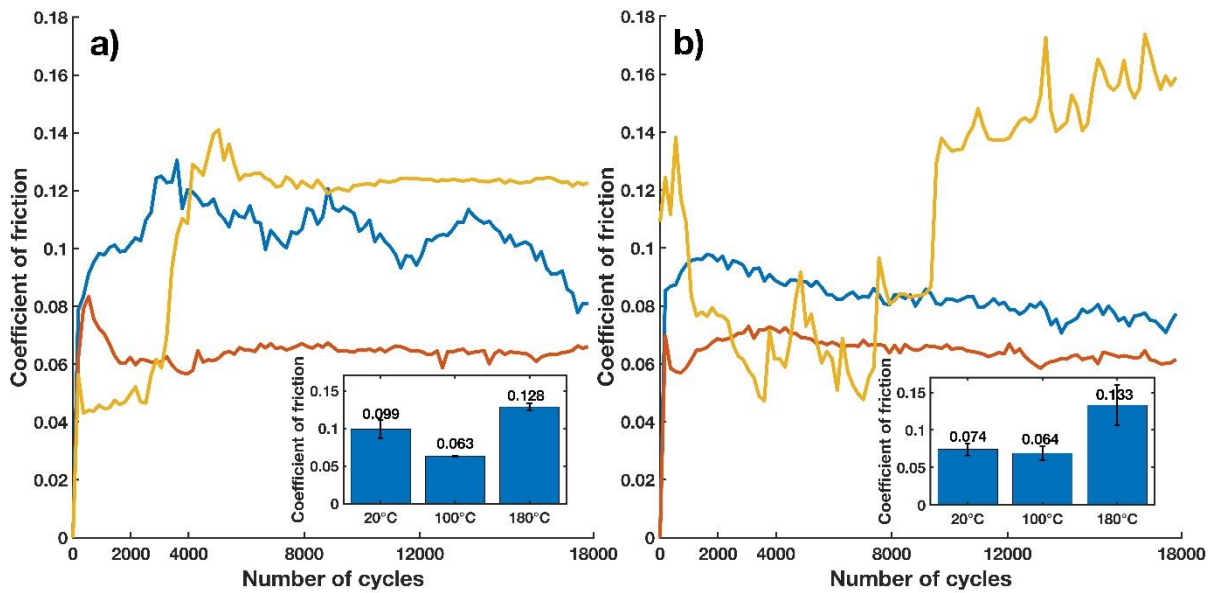 a)
Coefficient of friction
0.18
0.16
0.14
0.12
0.1
0.08
0.06
0.04
0.02
0
0 2000 4000 8000 12000 18000
Number of cycles
Coefficient of friction
0.15
0.1
0.05
0
0.099 0.063 0.128
20°C 100°C 180°C
b)
Coefficient of friction
0.18
0.16
0.14
0.12
0.1
0.08
0.06
0.04
0.02
0
0 2000 4000 8000 12000 18000
Number of cycles
Coefficient of friction
0.15
0.1
0.05
0
0.074 0.064 0.133
20°C 100°C 180°C